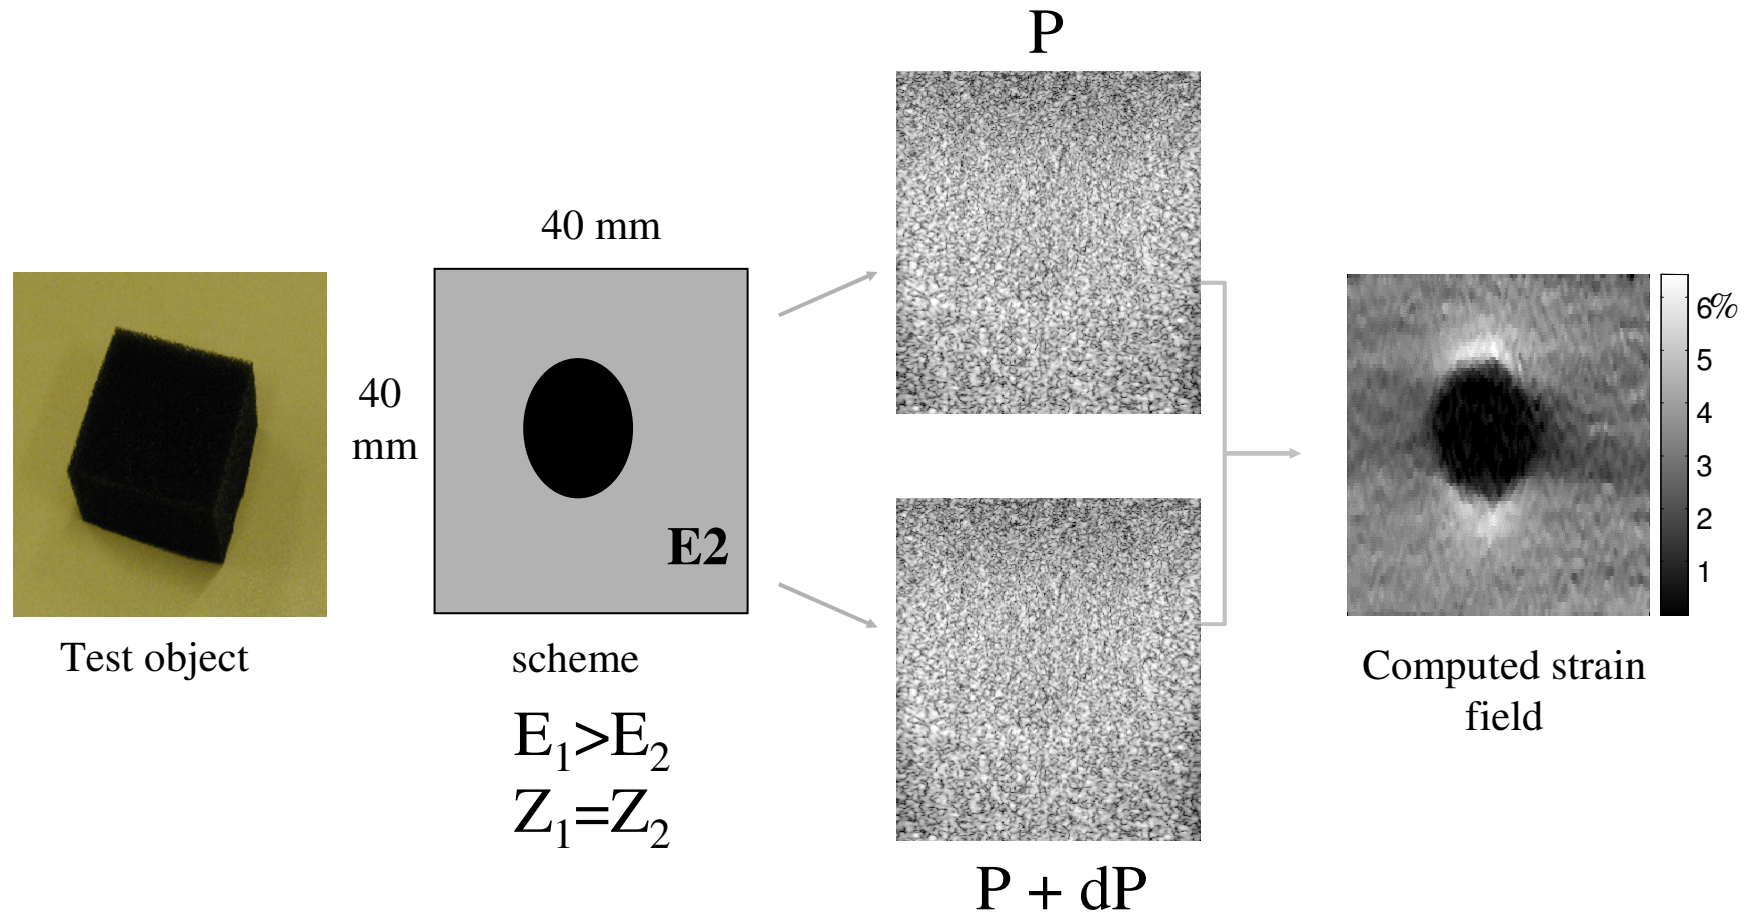 P
40 mm
40
mm
E2
6%
5
4
3
2
1
Test object
scheme
E₁>E₂
Z₁=Z₂
Computed strain
field
P + dP